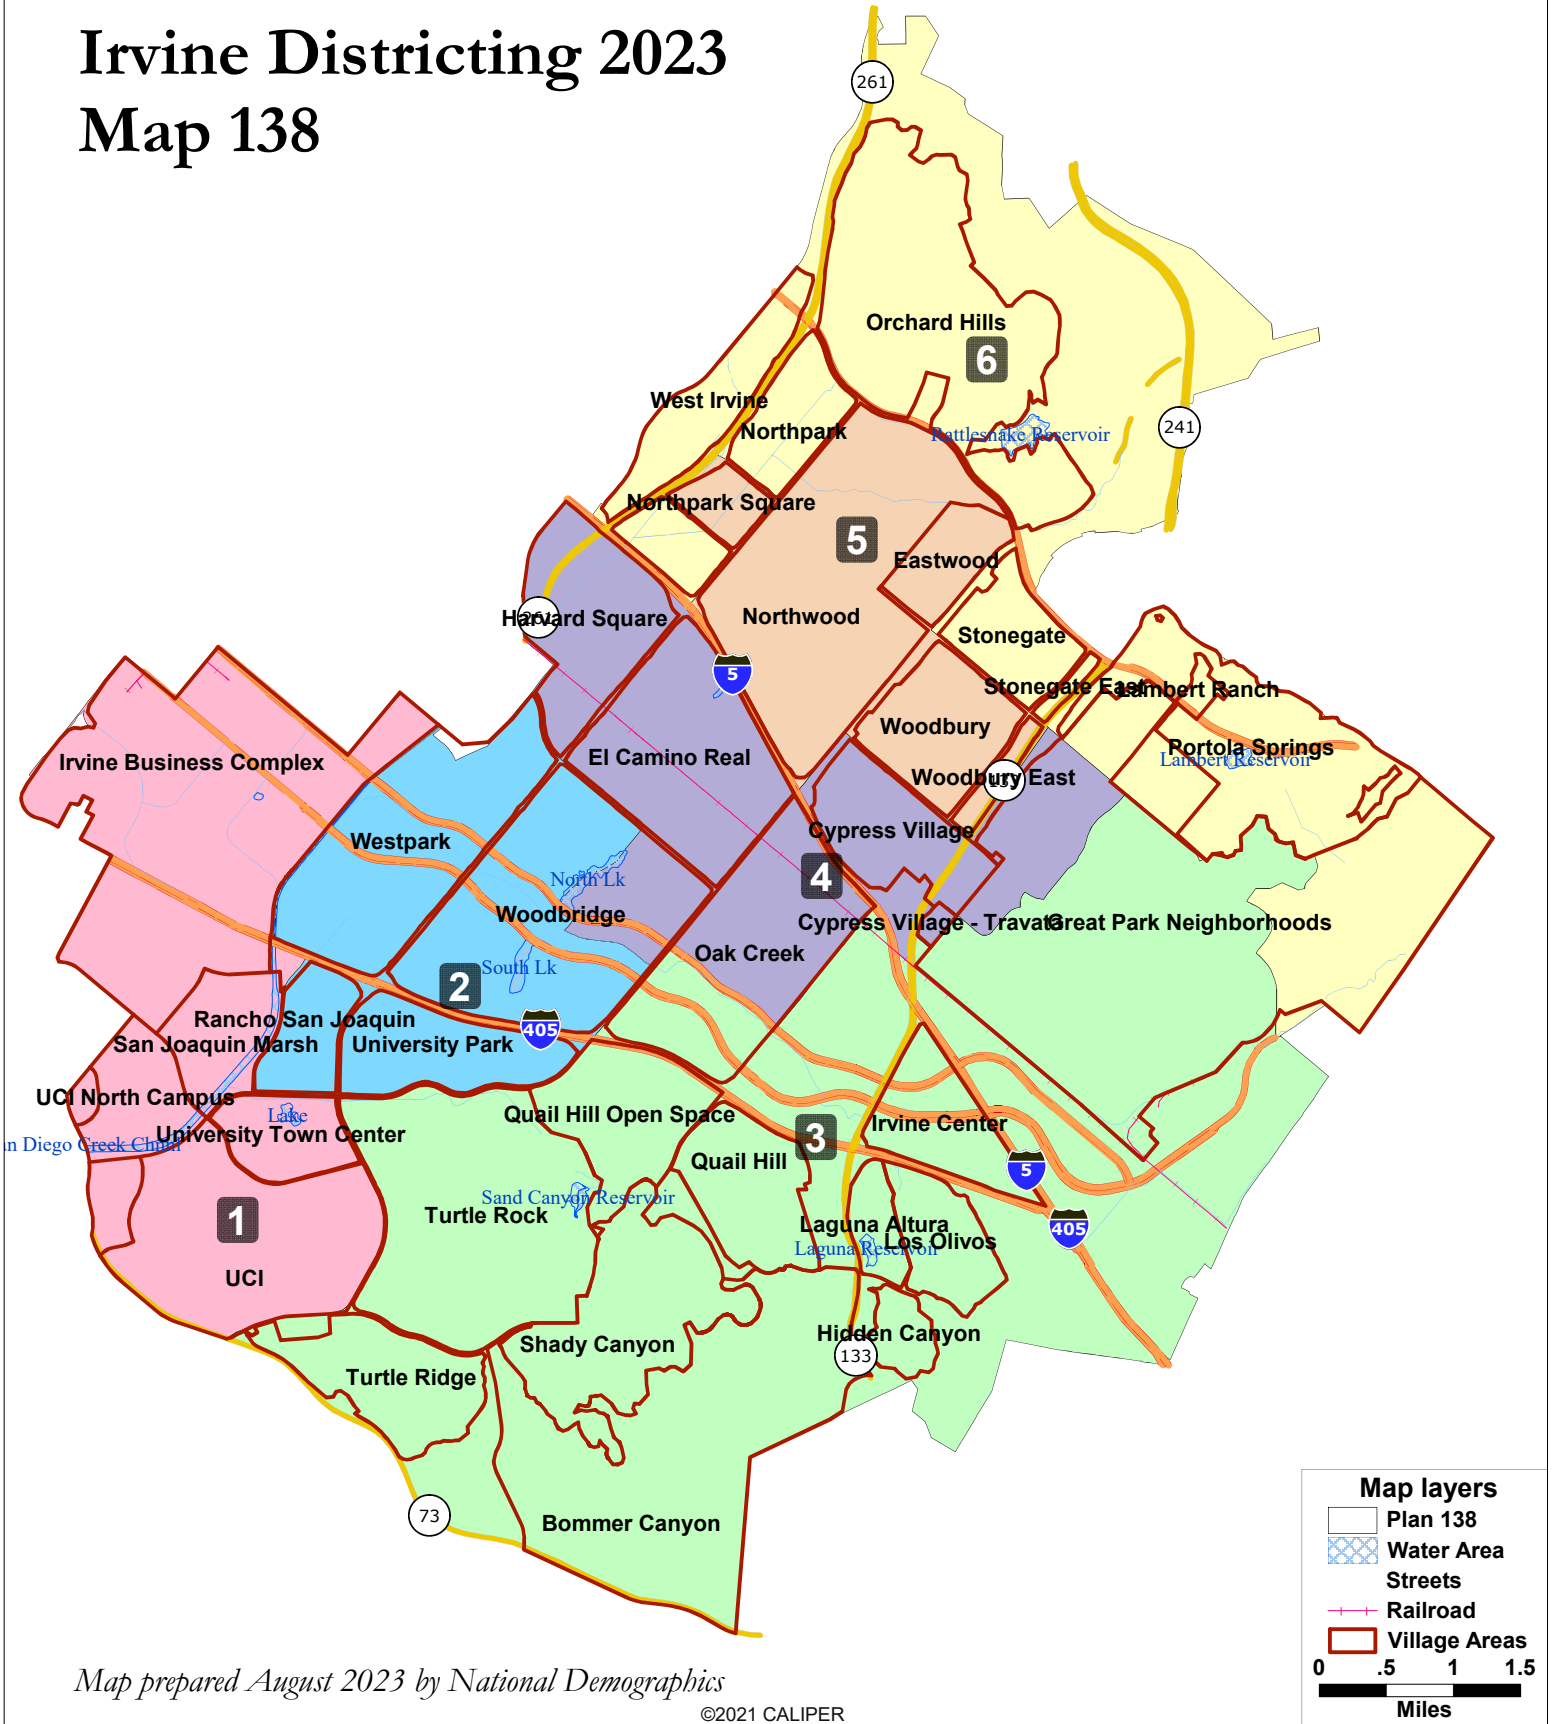 Irvine Districting 2023
Map 138
261
Orchard Hills
6
West Irvine
Northpark
Rattlesnake Reservoir
241
Northpark Square
5
Eastwood
Harvard Square
261
Northwood
Stonegate
5
Stonegate East
Lambert Ranch
Woodbury
Portola Springs
Lambert Reservoir
Irvine Business Complex
El Camino Real
Woodbury East
133
Westpark
Cypress Village
North Lk
4
Woodbridge
Cypress Village - Travata
Great Park Neighborhoods
Oak Creek
South Lk
2
Rancho San Joaquin
405
San Joaquin Marsh
University Park
UCI North Campus
Lake
Quail Hill Open Space
Irvine Center
University Town Center
an Diego Creek Chnnl
3
Quail Hill
5
Sand Canyon Reservoir
Turtle Rock
1
Laguna Altura
405
Los Olivos
Laguna Reservoir
UCI
Hidden Canyon
Shady Canyon
133
Turtle Ridge
73
Bommer Canyon
Map layers
Plan 138
Water Area
Streets
Railroad
Village Areas
0 .5 1 1.5
Miles
Map prepared August 2023 by National Demographics
©2021 CALIPER